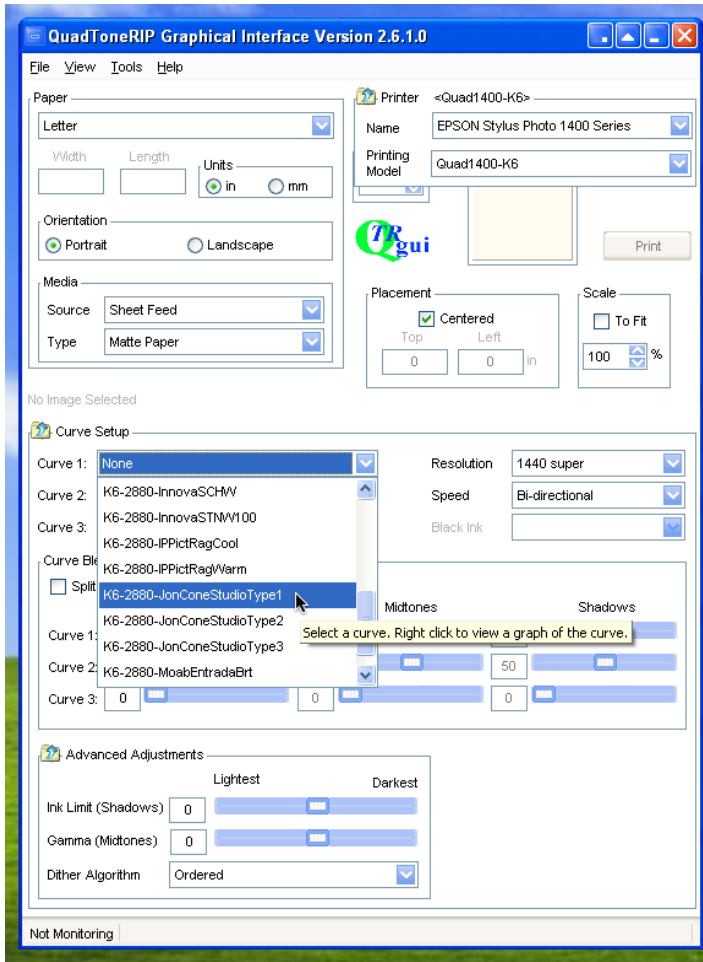 QuadToneRIP Graphical Interface Version 2.6.1.0
File View Tools Help
Paper
Letter
Width Length
Units
in mm
Orientation
Portrait Landscape
Media
Source Sheet Feed
Type Matte Paper
Printer <Quad1400-K6>
Name EPSON Stylus Photo 1400 Series
Printing
Model
Quad1400-K6
QTR
gui
Print
Placement
Centered
Top Left
0 0 in
Scale
To Fit
100 %
No Image Selected
Curve Setup
Curve 1: None
Curve 2:
Curve 3:
K6-2880-InnovaSCHW
K6-2880-InnovaSTNW100
K6-2880-IPPictRagCool
K6-2880-IPPictRagWarm
K6-2880-JonConeStudioType1
K6-2880-JonConeStudioType2
K6-2880-JonConeStudioType3
K6-2880-MoabEntradaBrt
Resolution 1440 super
Speed Bi-directional
Black Ink
Curve Ble
Split
Midtones Shadows
Select a curve. Right click to view a graph of the curve.
Curve 1:
Curve 2: 50
Curve 3: 0 0 0
Advanced Adjustments
Lightest Darkest
Ink Limit (Shadows) 0
Gamma (Midtones) 0
Dither Algorithm Ordered
Not Monitoring